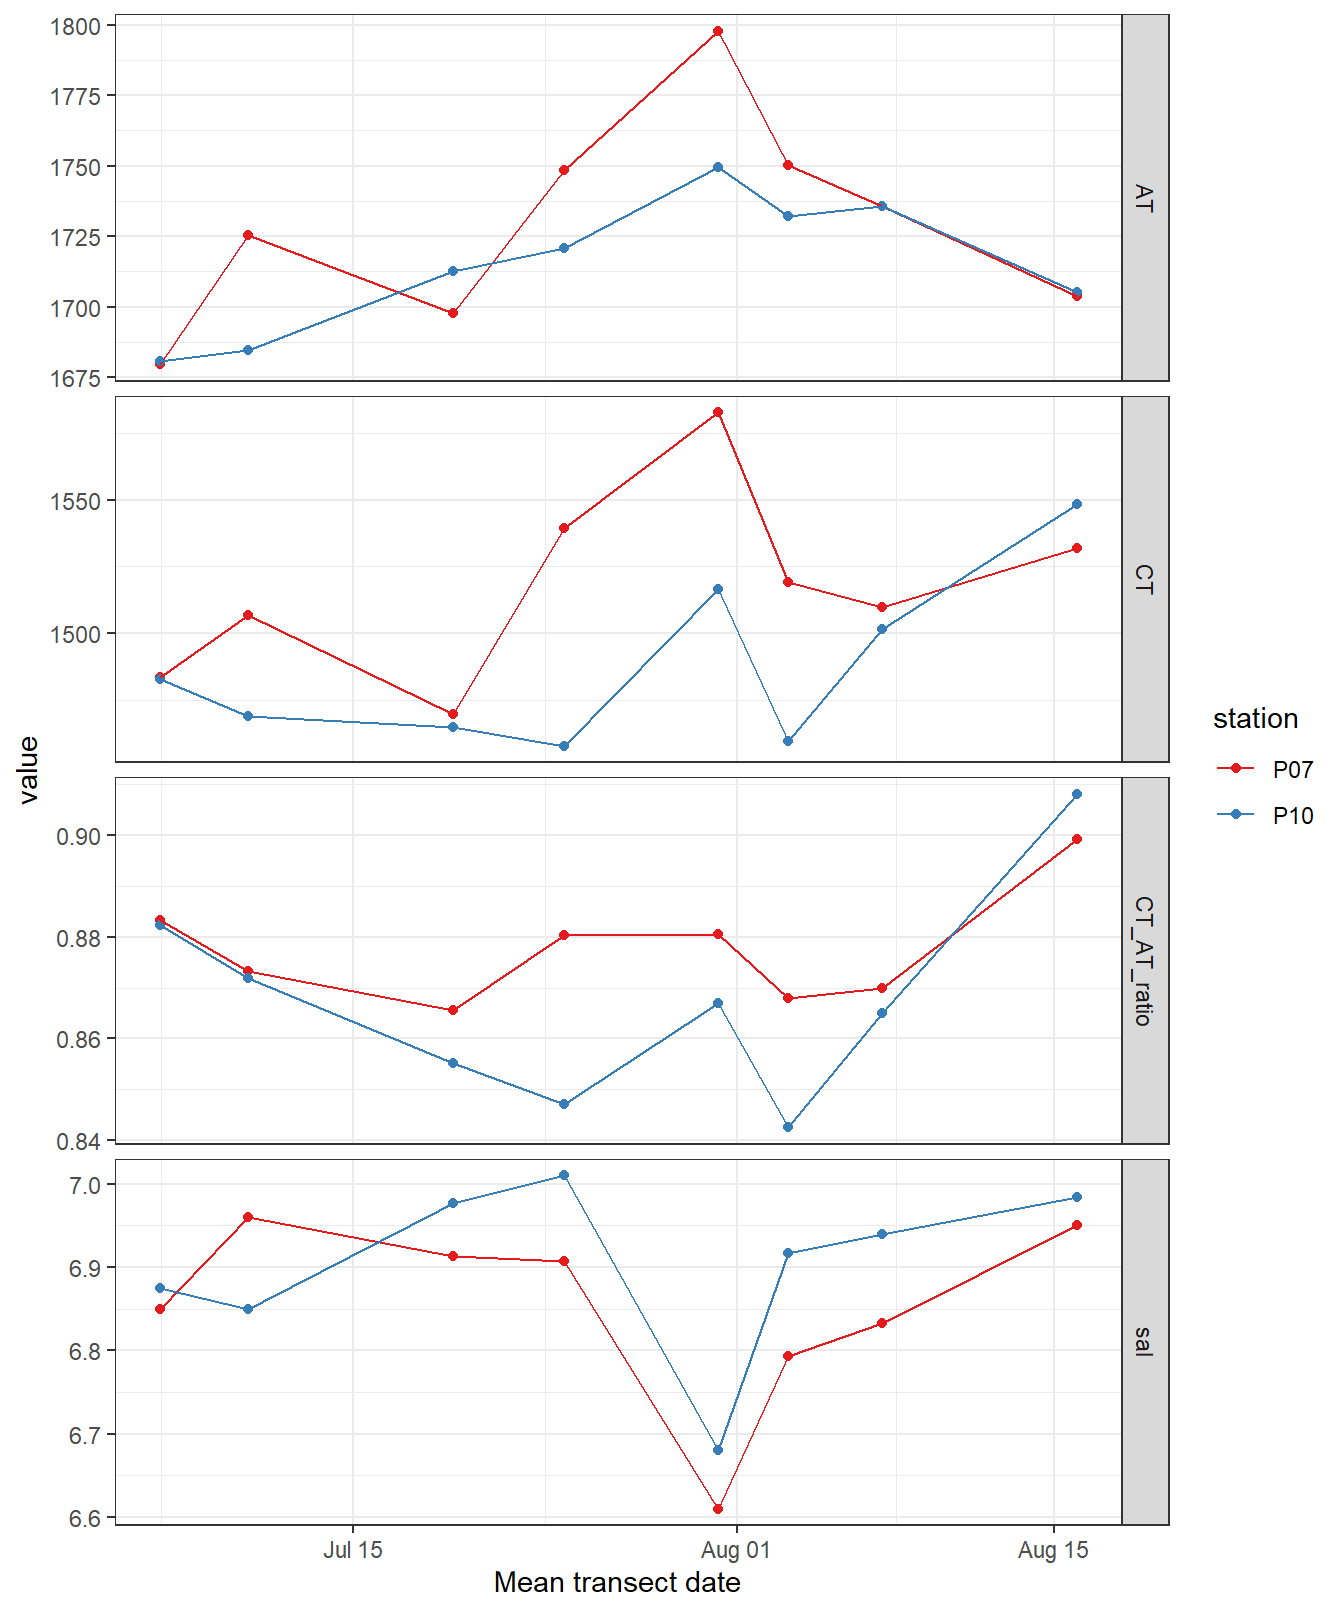 1800
1775
1750
1725
1700
1675
AT
1550
1500
CT
0.90
0.88
0.86
0.84
CT_AT_ratio
7.0
6.9
6.8
6.7
6.6
sal
Jul 15
Aug 01
Aug 15
Mean transect date
value
station
P07
P10